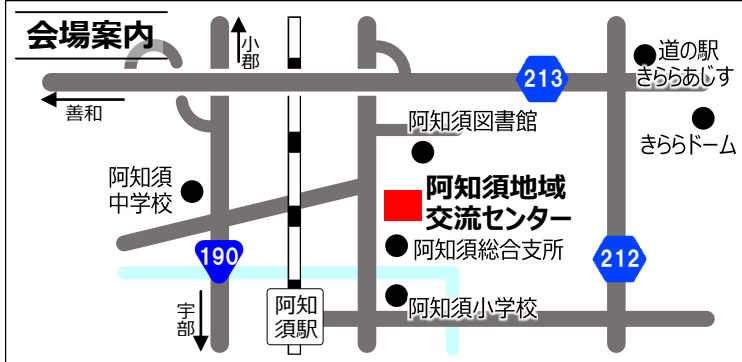 会場案内
小郡
213
道の駅
きららあじす
善和
阿知須図書館
きららドーム
阿知須
中学校
阿知須地域
交流センター
190
阿知須総合支所
212
宇部
阿知
須駅
阿知須小学校